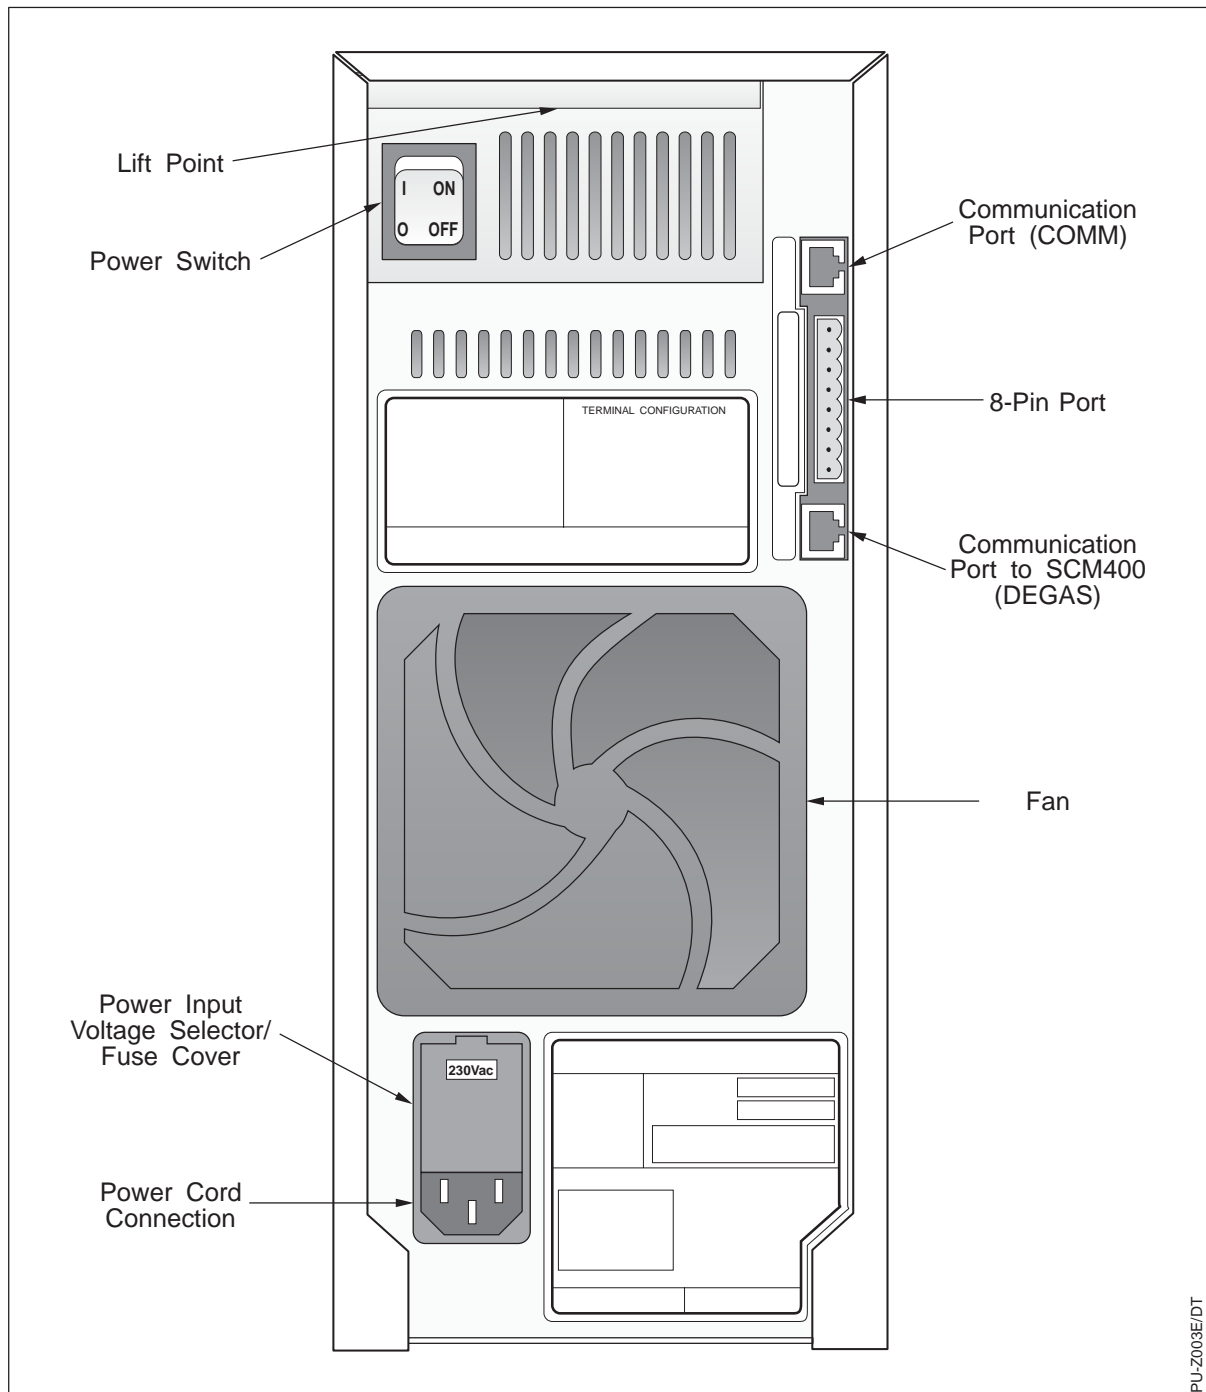 Lift Point
I ON
O OFF
Power Switch
Communication
Port (COMM)
8-Pin Port
TERMINAL CONFIGURATION
Communication
Port to SCM400
(DEGAS)
Fan
Power Input
Voltage Selector/
Fuse Cover
230Vac
Power Cord
Connection
PU-Z003E/DT